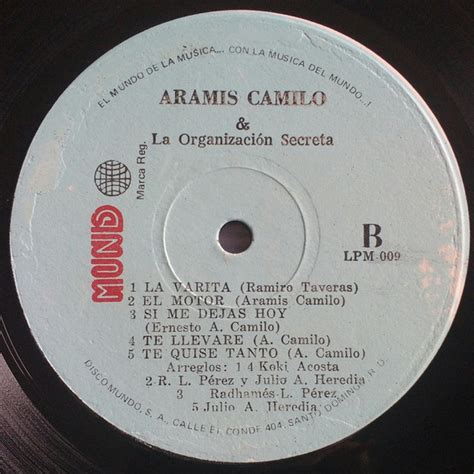 EL MUNDO DE LA MUSICA... CON LA MUSICA DEL MUNDO...!
ARAMIS CAMILO
&
La Organización Secreta
Marca Reg.
MUND
B
LPM-009
1 LA VARITA (Ramiro Taveras)
2 EL MOTOR (Aramis Camilo)
3 SI ME DEJAS HOY
(Ernesto A. Camilo)
4 TE LLEVARE (A. Camilo)
5 TE QUISE TANTO (A. Camilo)
Arreglos: 1 4 Koki Acosta
2 R. L. Pérez y Julio A. Heredia
3 Radhamés L. Pérez
5 Julio A. Heredia
DISCO MUNDO, S. A., CALLE EL CONDE 404, SANTO DOMINGO, R. D.